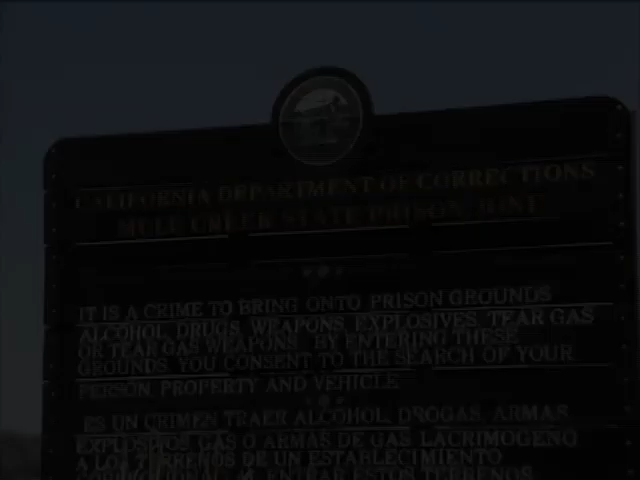 CALIFORNIA DEPARTMENT OF CORRECTIONS
MULE CREEK STATE PRISON
IT IS A CRIME TO BRING ONTO PRISON GROUNDS
ALCOHOL, DRUGS, WEAPONS, EXPLOSIVES, TEAR GAS
OR TEAR GAS WEAPONS. BY ENTERING THESE
GROUNDS, YOU CONSENT TO THE SEARCH OF YOUR
PERSON, PROPERTY AND VEHICLE
ES UN CRIMEN TRAER ALCOHOL, DROGAS, ARMAS
EXPLOSIVOS, GAS O ARMAS DE GAS LACRIMOGENO
A LOS TERRENOS DE UN ESTABLECIMIENTO
ENTRAR ESTOS TERRENOS